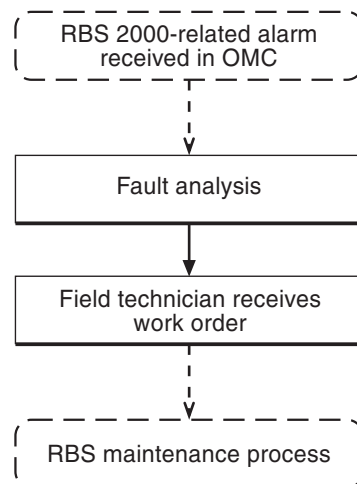 RBS 2000-related alarm
received in OMC
Fault analysis
Field technician receives
work order
RBS maintenance process